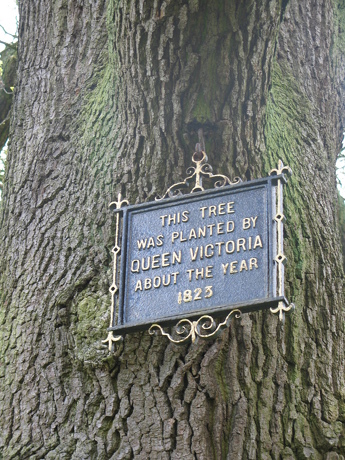 THIS TREE
WAS PLANTED BY
QUEEN VICTORIA
ABOUT THE YEAR
1823